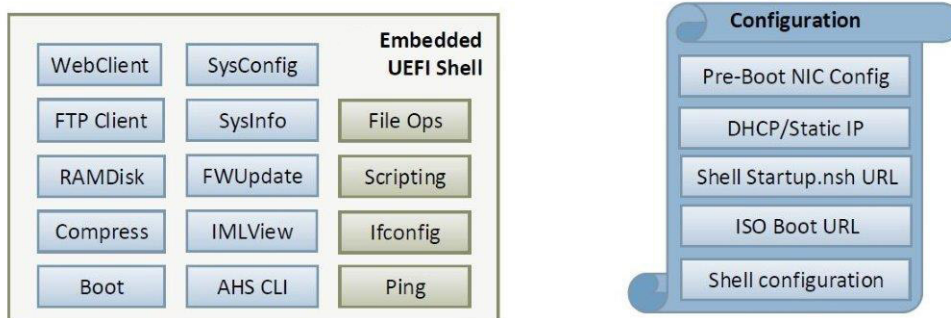 Embedded
UEFI Shell
WebClient
SysConfig
FTP Client
SysInfo
File Ops
RAMDisk
FWUpdate
Scripting
Compress
IMLView
Ifconfig
Boot
AHS CLI
Ping
Configuration
Pre-Boot NIC Config
DHCP/Static IP
Shell Startup.nsh URL
ISO Boot URL
Shell configuration